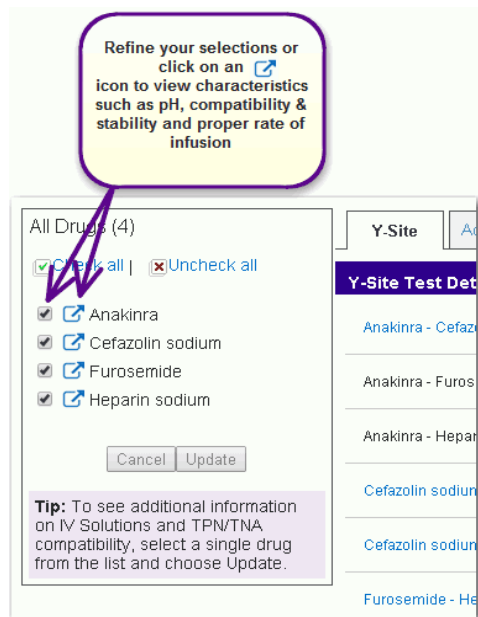 Refine your selections or
click on an
icon to view characteristics
such as pH, compatibility &
stability and proper rate of
infusion
All Drugs (4)
Check all | Uncheck all
Anakinra
Cefazolin sodium
Furosemide
Heparin sodium
Cancel Update
Tip: To see additional information
on IV Solutions and TPN/TNA
compatibility, select a single drug
from the list and choose Update.
Y-Site
Y-Site Test Det
Anakinra - Cefazo
Anakinra - Furos
Anakinra - Hepar
Cefazolin sodiun
Cefazolin sodiun
Furosemide - He